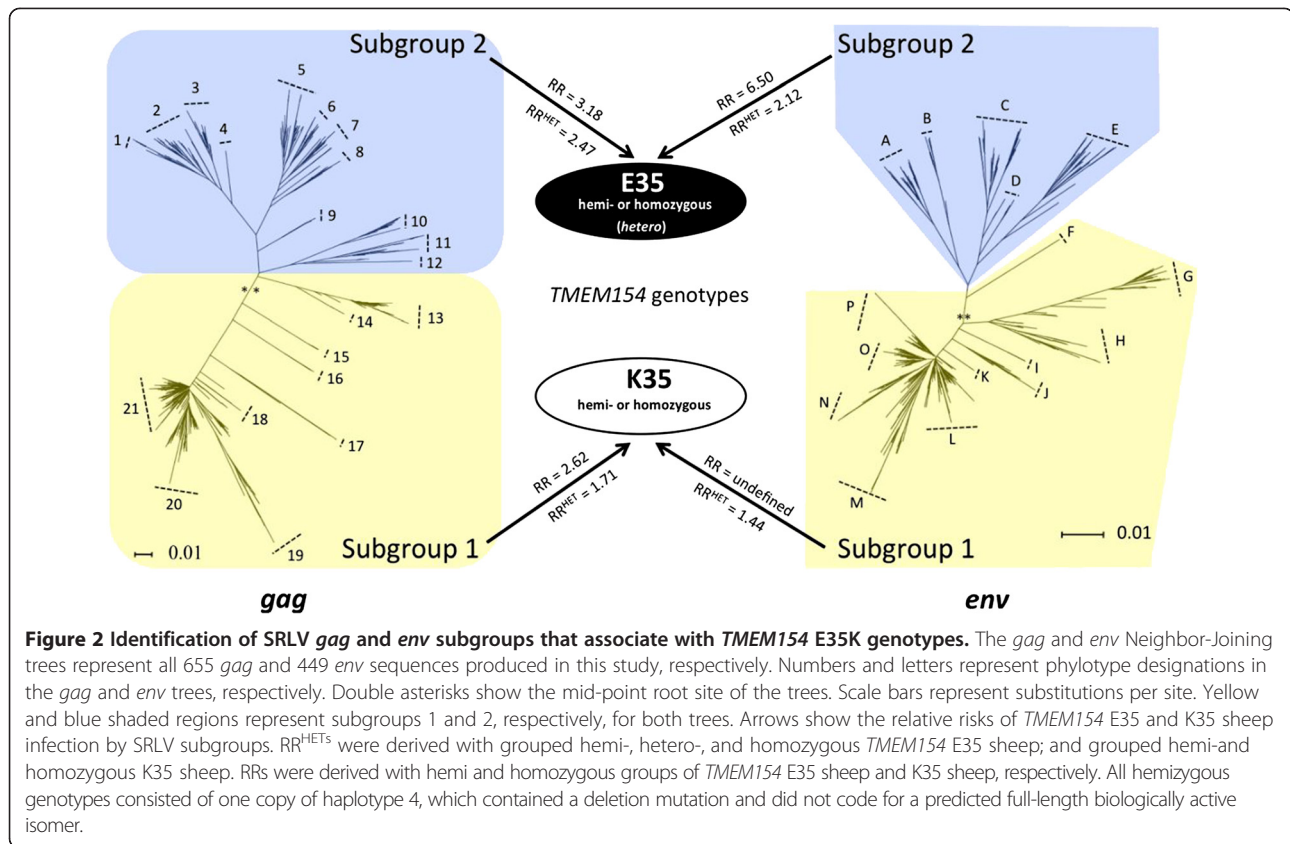 Subgroup 2
Subgroup 2
1
2
3
4
5
6
7
8
9
10
11
12
RR = 3.18
RR^HET = 2.47
RR = 6.50
RR^HET = 2.12
A
B
C
D
E
E35
hemi- or homozygous
(hetero)
TMEM154 genotypes
K35
hemi- or homozygous
* *
13
14
15
16
17
18
19
20
21
0.01
RR = 2.62
RR^HET = 1.71
RR = undefined
RR^HET = 1.44
F
G
H
I
J
K
L
M
N
O
P
**
0.01
Subgroup 1
Subgroup 1
gag
env
Figure 2 Identification of SRLV gag and env subgroups that associate with TMEM154 E35K genotypes. The gag and env Neighbor-Joining
trees represent all 655 gag and 449 env sequences produced in this study, respectively. Numbers and letters represent phylotype designations in
the gag and env trees, respectively. Double asterisks show the mid-point root site of the trees. Scale bars represent substitutions per site. Yellow
and blue shaded regions represent subgroups 1 and 2, respectively, for both trees. Arrows show the relative risks of TMEM154 E35 and K35 sheep
infection by SRLV subgroups. RR^HETs were derived with grouped hemi-, hetero-, and homozygous TMEM154 E35 sheep; and grouped hemi-and
homozygous K35 sheep. RRs were derived with hemi and homozygous groups of TMEM154 E35 sheep and K35 sheep, respectively. All hemizygous
genotypes consisted of one copy of haplotype 4, which contained a deletion mutation and did not code for a predicted full-length biologically active
isomer.